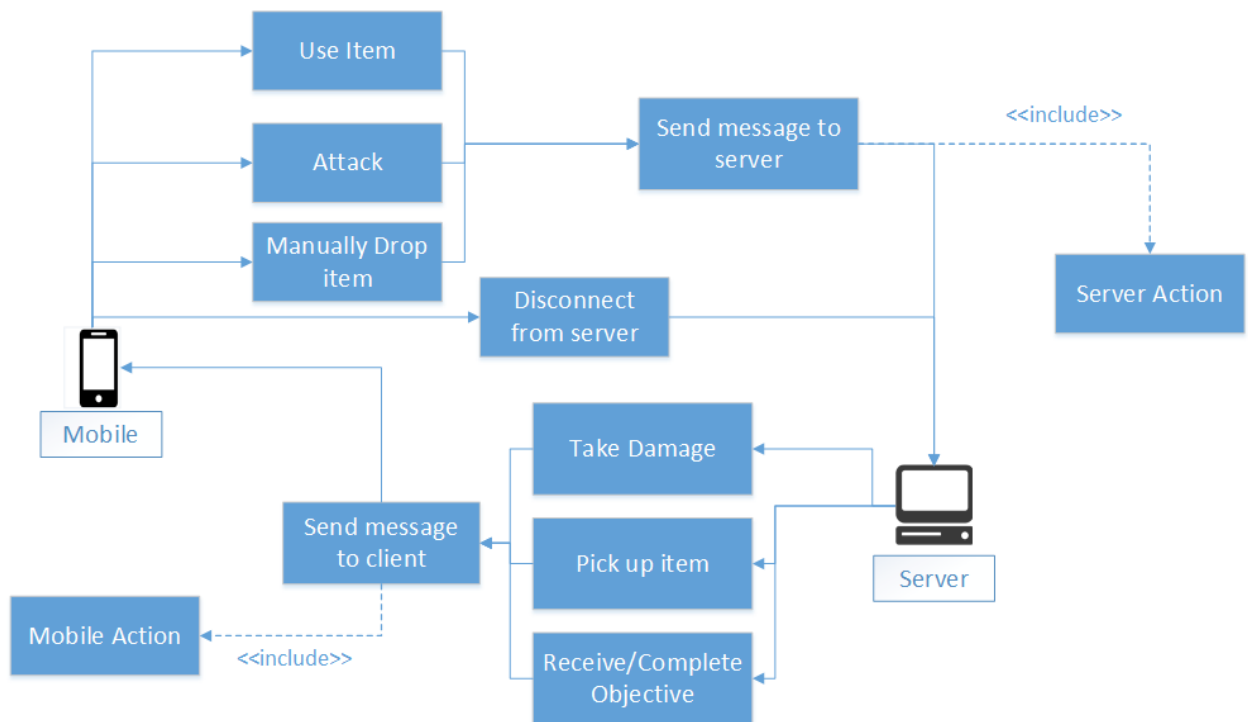 Use Item
Send message to
server
<<include>>
Attack
Manually Drop
item
Server Action
Disconnect
from server
Mobile
Take Damage
Send message
to client
Pick up item
Server
Mobile Action
<<include>>
Receive/Complete
Objective